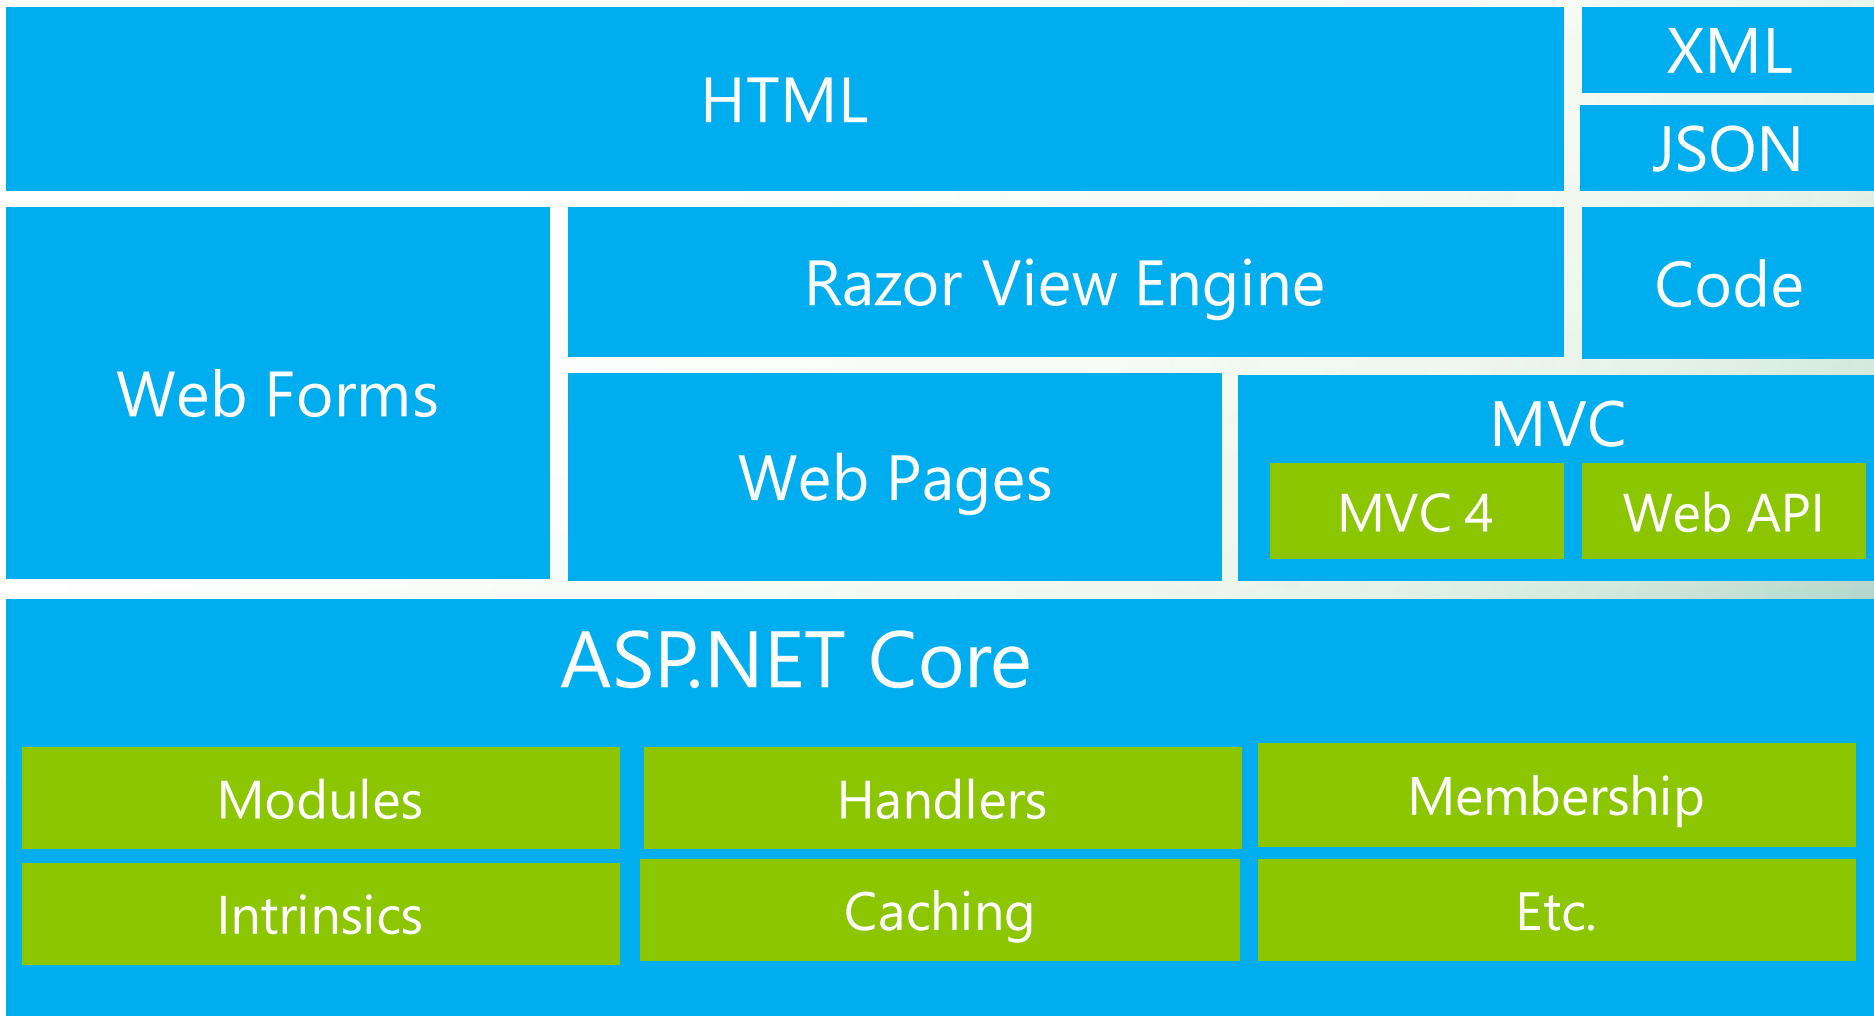 HTML
XML
JSON
Web Forms
Razor View Engine
Code
Web Pages
MVC
MVC 4
Web API
ASP.NET Core
Modules
Handlers
Membership
Intrinsics
Caching
Etc.